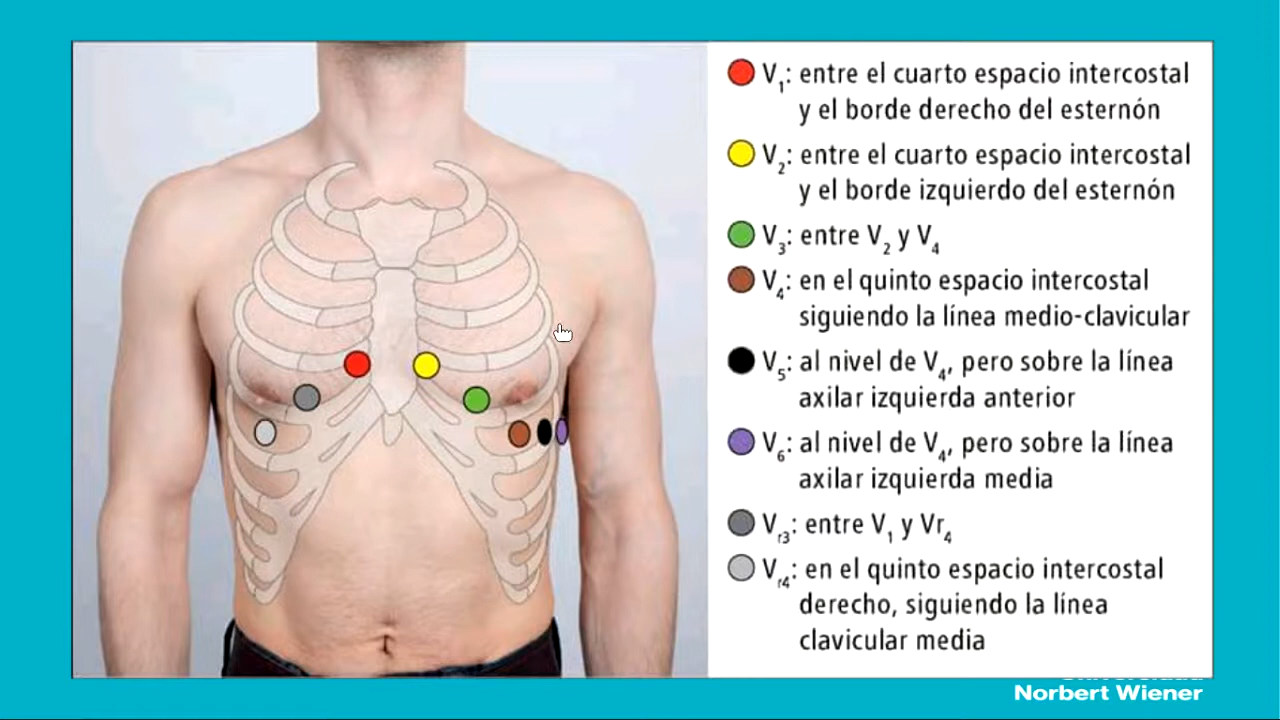 V1: entre el cuarto espacio intercostal
y el borde derecho del esternón
V2: entre el cuarto espacio intercostal
y el borde izquierdo del esternón
V3: entre V2 y V4
V4: en el quinto espacio intercostal
siguiendo la línea medio-clavicular
V5: al nivel de V4, pero sobre la línea
axilar izquierda anterior
V6: al nivel de V4, pero sobre la línea
axilar izquierda media
Vr3: entre V1 y Vr4
Vr4: en el quinto espacio intercostal
derecho, siguiendo la línea
clavicular media
Norbert Wiener